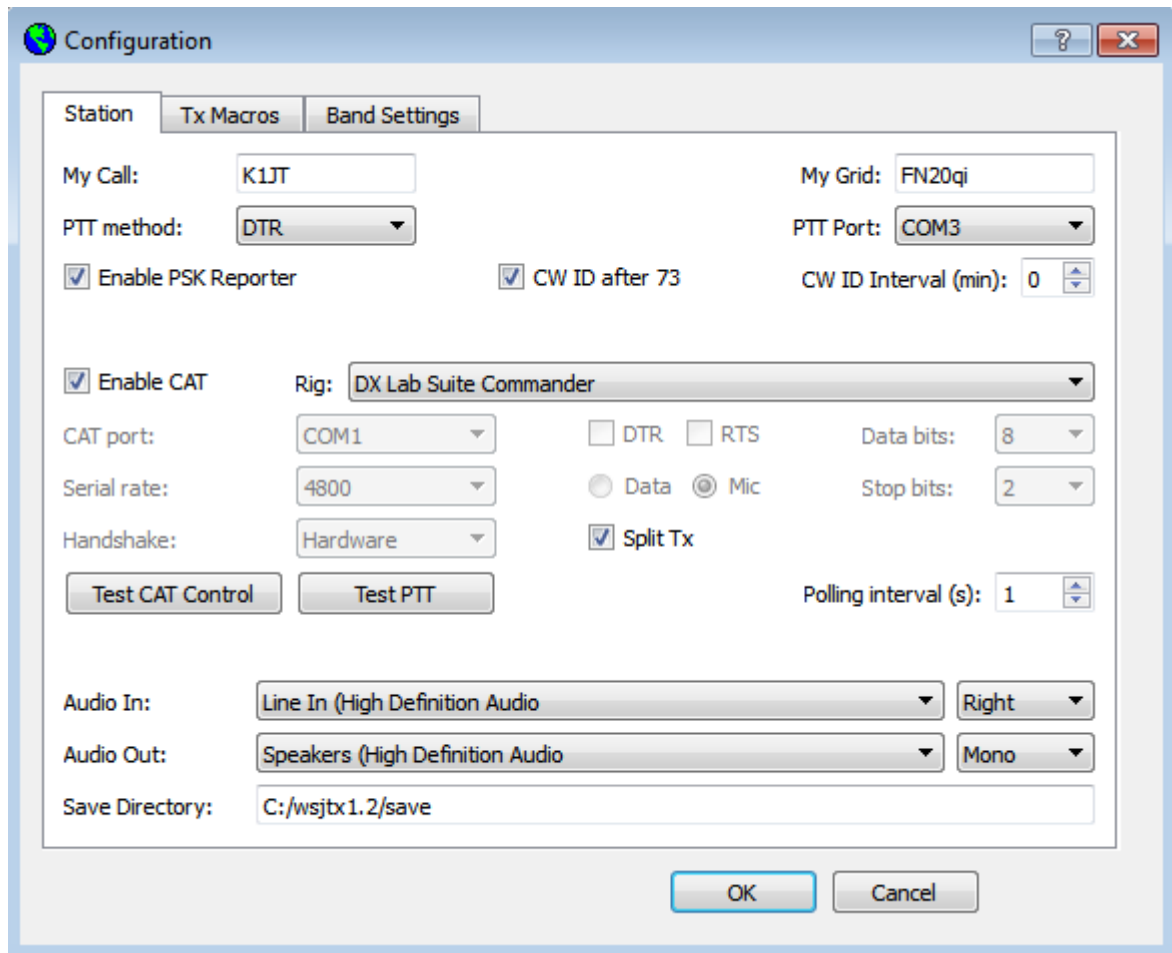 Configuration
Station Tx Macros Band Settings
My Call: K1JT My Grid: FN20qi
PTT method: DTR PTT Port: COM3
Enable PSK Reporter CW ID after 73 CW ID Interval (min): 0
Enable CAT Rig: DX Lab Suite Commander
CAT port: COM1 DTR RTS Data bits: 8
Serial rate: 4800 Data Mic Stop bits: 2
Handshake: Hardware Split Tx
Test CAT Control Test PTT Polling interval (s): 1
Audio In: Line In (High Definition Audio Right
Audio Out: Speakers (High Definition Audio Mono
Save Directory: C:/wsjtx1.2/save
OK Cancel